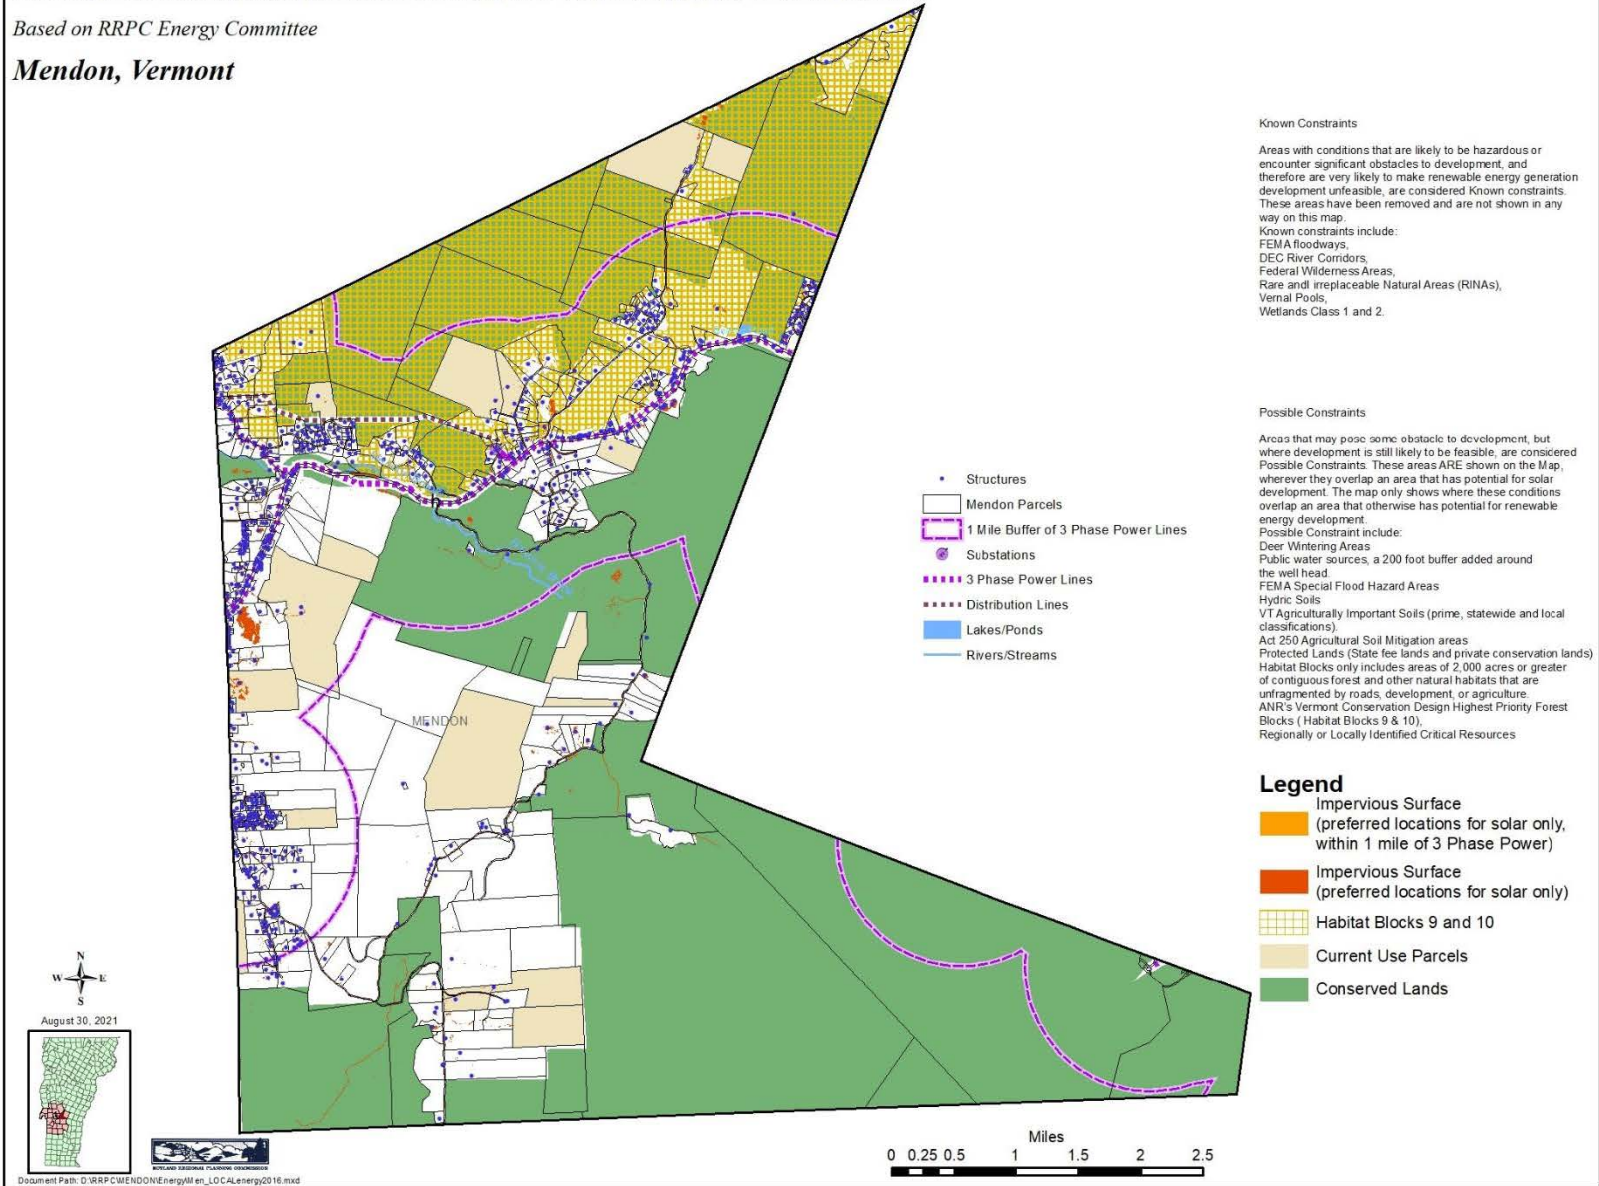 Based on RRPC Energy Committee
Mendon, Vermont
Known Constraints
Areas with conditions that are likely to be hazardous or
encounter significant obstacles to development, and
therefore are very likely to make renewable energy generation
development unfeasible, are considered Known constraints.
These areas have been removed and are not shown in any
way on this map.
Known constraints include:
FEMA floodways,
DEC River Corridors,
Federal Wilderness Areas,
Rare andl irreplaceable Natural Areas (RINAs),
Vernal Pools,
Wetlands Class 1 and 2.
Possible Constraints
Areas that may pose some obstacle to development, but
where development is still likely to be feasible, are considered
Possible Constraints. These areas ARE shown on the Map,
wherever they overlap an area that has potential for solar
development. The map only shows where these conditions
overlap an area that otherwise has potential for renewable
energy development.
Possible Constraint include:
Deer Wintering Areas
Public water sources, a 200 foot buffer added around
the well head.
FEMA Special Flood Hazard Areas
Hydric Soils
VT Agriculturally Important Soils (prime, statewide and local
classifications).
Act 250 Agricultural Soil Mitigation areas
Protected Lands (State fee lands and private conservation lands)
Habitat Blocks only includes areas of 2,000 acres or greater
of contiguous forest and other natural habitats that are
unfragmented by roads, development, or agriculture.
ANR's Vermont Conservation Design Highest Priority Forest
Blocks ( Habitat Blocks 9 & 10),
Regionally or Locally Identified Critical Resources
Structures
Mendon Parcels
1 Mile Buffer of 3 Phase Power Lines
Substations
3 Phase Power Lines
Distribution Lines
Lakes/Ponds
Rivers/Streams
MENDON
Legend
Impervious Surface
(preferred locations for solar only,
within 1 mile of 3 Phase Power)
Impervious Surface
(preferred locations for solar only)
Habitat Blocks 9 and 10
Current Use Parcels
Conserved Lands
N
W E
S
August 30, 2021
RUTLAND REGIONAL PLANNING COMMISSION
Miles
0 0.25 0.5 1 1.5 2 2.5
Document Path: D:\RRPC\MENDON\Energy\Men_LOCALenergy2016.mxd